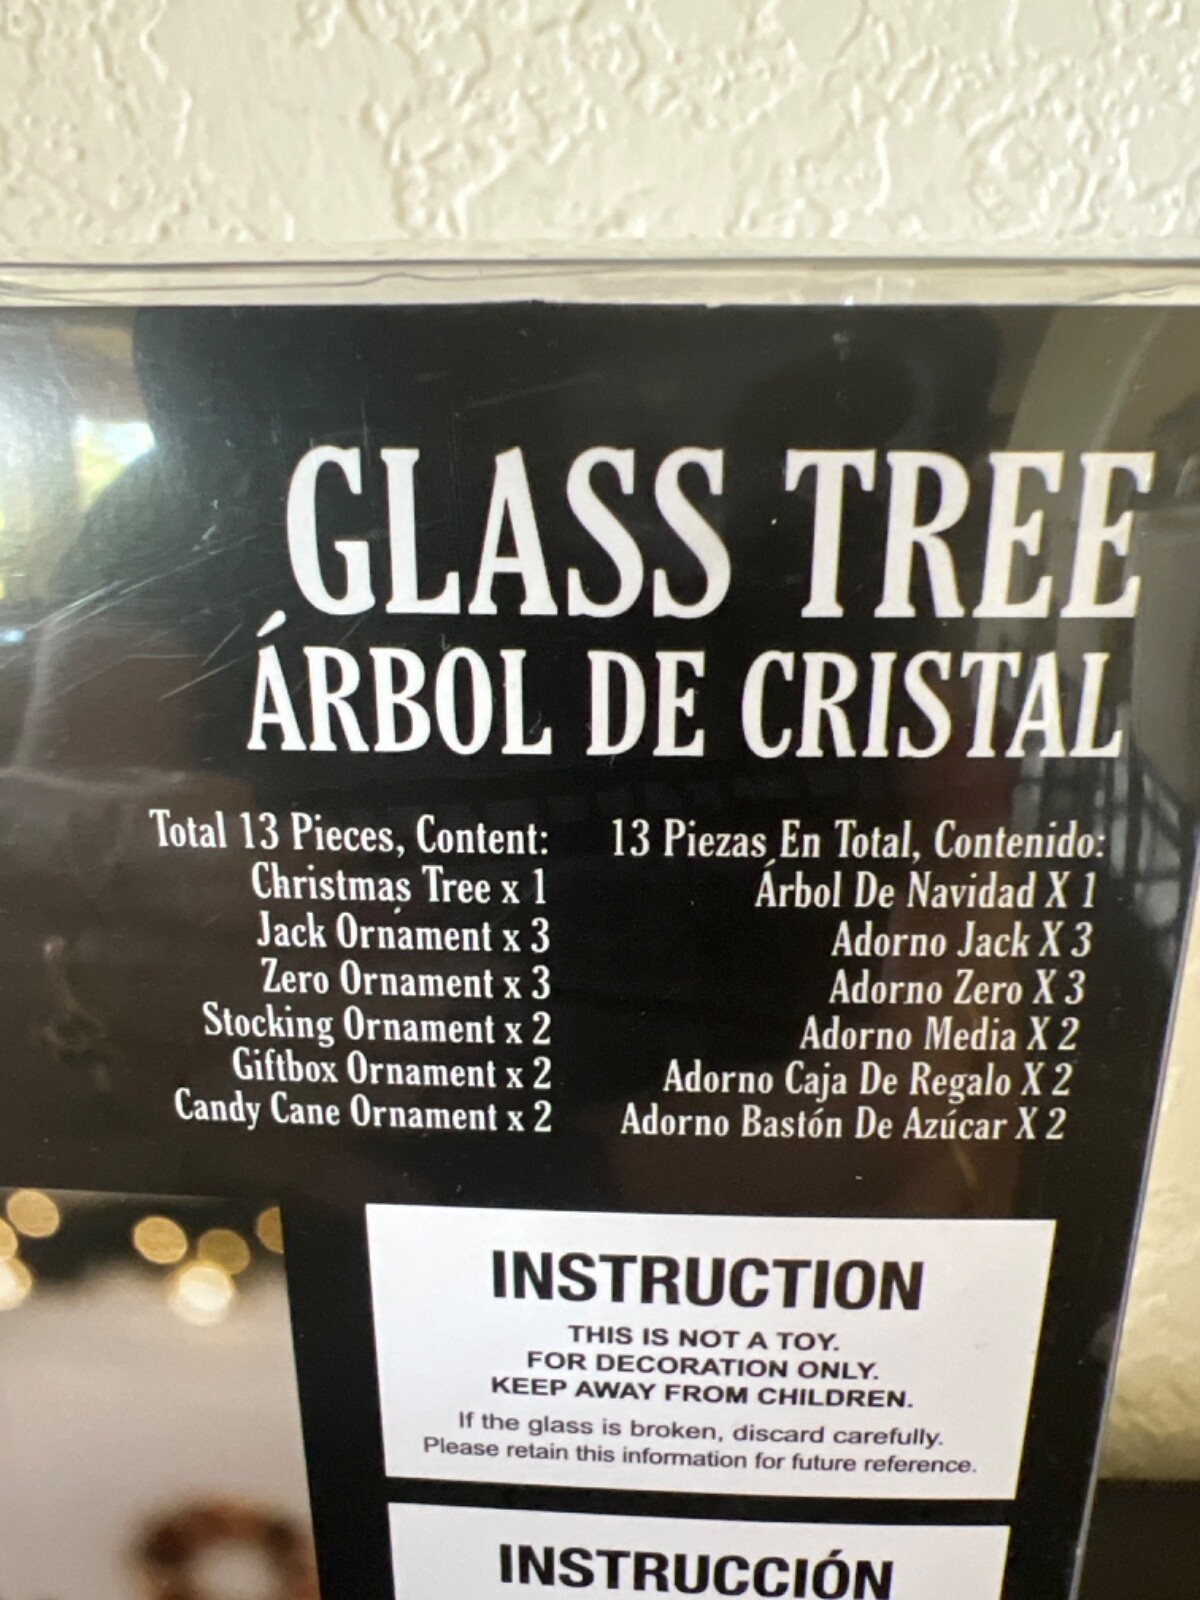 GLASS TREE
ÁRBOL DE CRISTAL
Total 13 Pieces, Content:
Christmas Tree x 1
Jack Ornament x 3
Zero Ornament x 3
Stocking Ornament x 2
Giftbox Ornament x 2
Candy Cane Ornament x 2
13 Piezas En Total, Contenido:
Árbol De Navidad X 1
Adorno Jack X 3
Adorno Zero X 3
Adorno Media X 2
Adorno Caja De Regalo X 2
Adorno Bastón De Azúcar X 2
INSTRUCTION
THIS IS NOT A TOY.
FOR DECORATION ONLY.
KEEP AWAY FROM CHILDREN.
If the glass is broken, discard carefully.
Please retain this information for future reference.
INSTRUCCIÓN